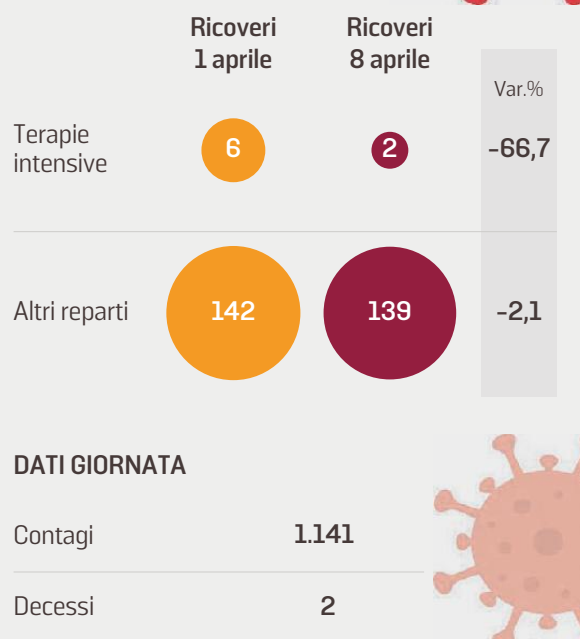 Ricoveri
1 aprile
Ricoveri
8 aprile
Var.%
Terapie
intensive
6
2
-66,7
Altri reparti
142
139
-2,1
DATI GIORNATA
Contagi 1.141
Decessi 2